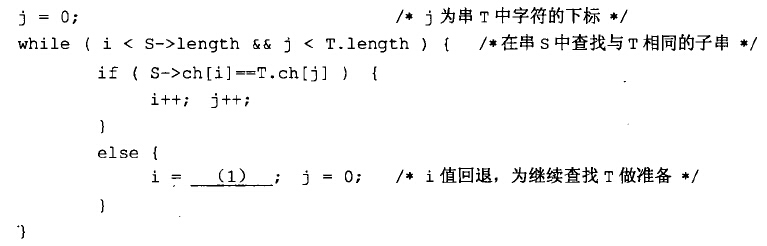 j = 0; /* j 为串 T 中字符的下标 */
while ( i < S->length && j < T.length ) { /*在串 S 中查找与 T 相同的子串 */
if ( S->ch[i]==T.ch[j] ) {
i++; j++;
}
else {
i = (1) ; j = 0; /* i 值回退，为继续查找 T 做准备 */
}
}